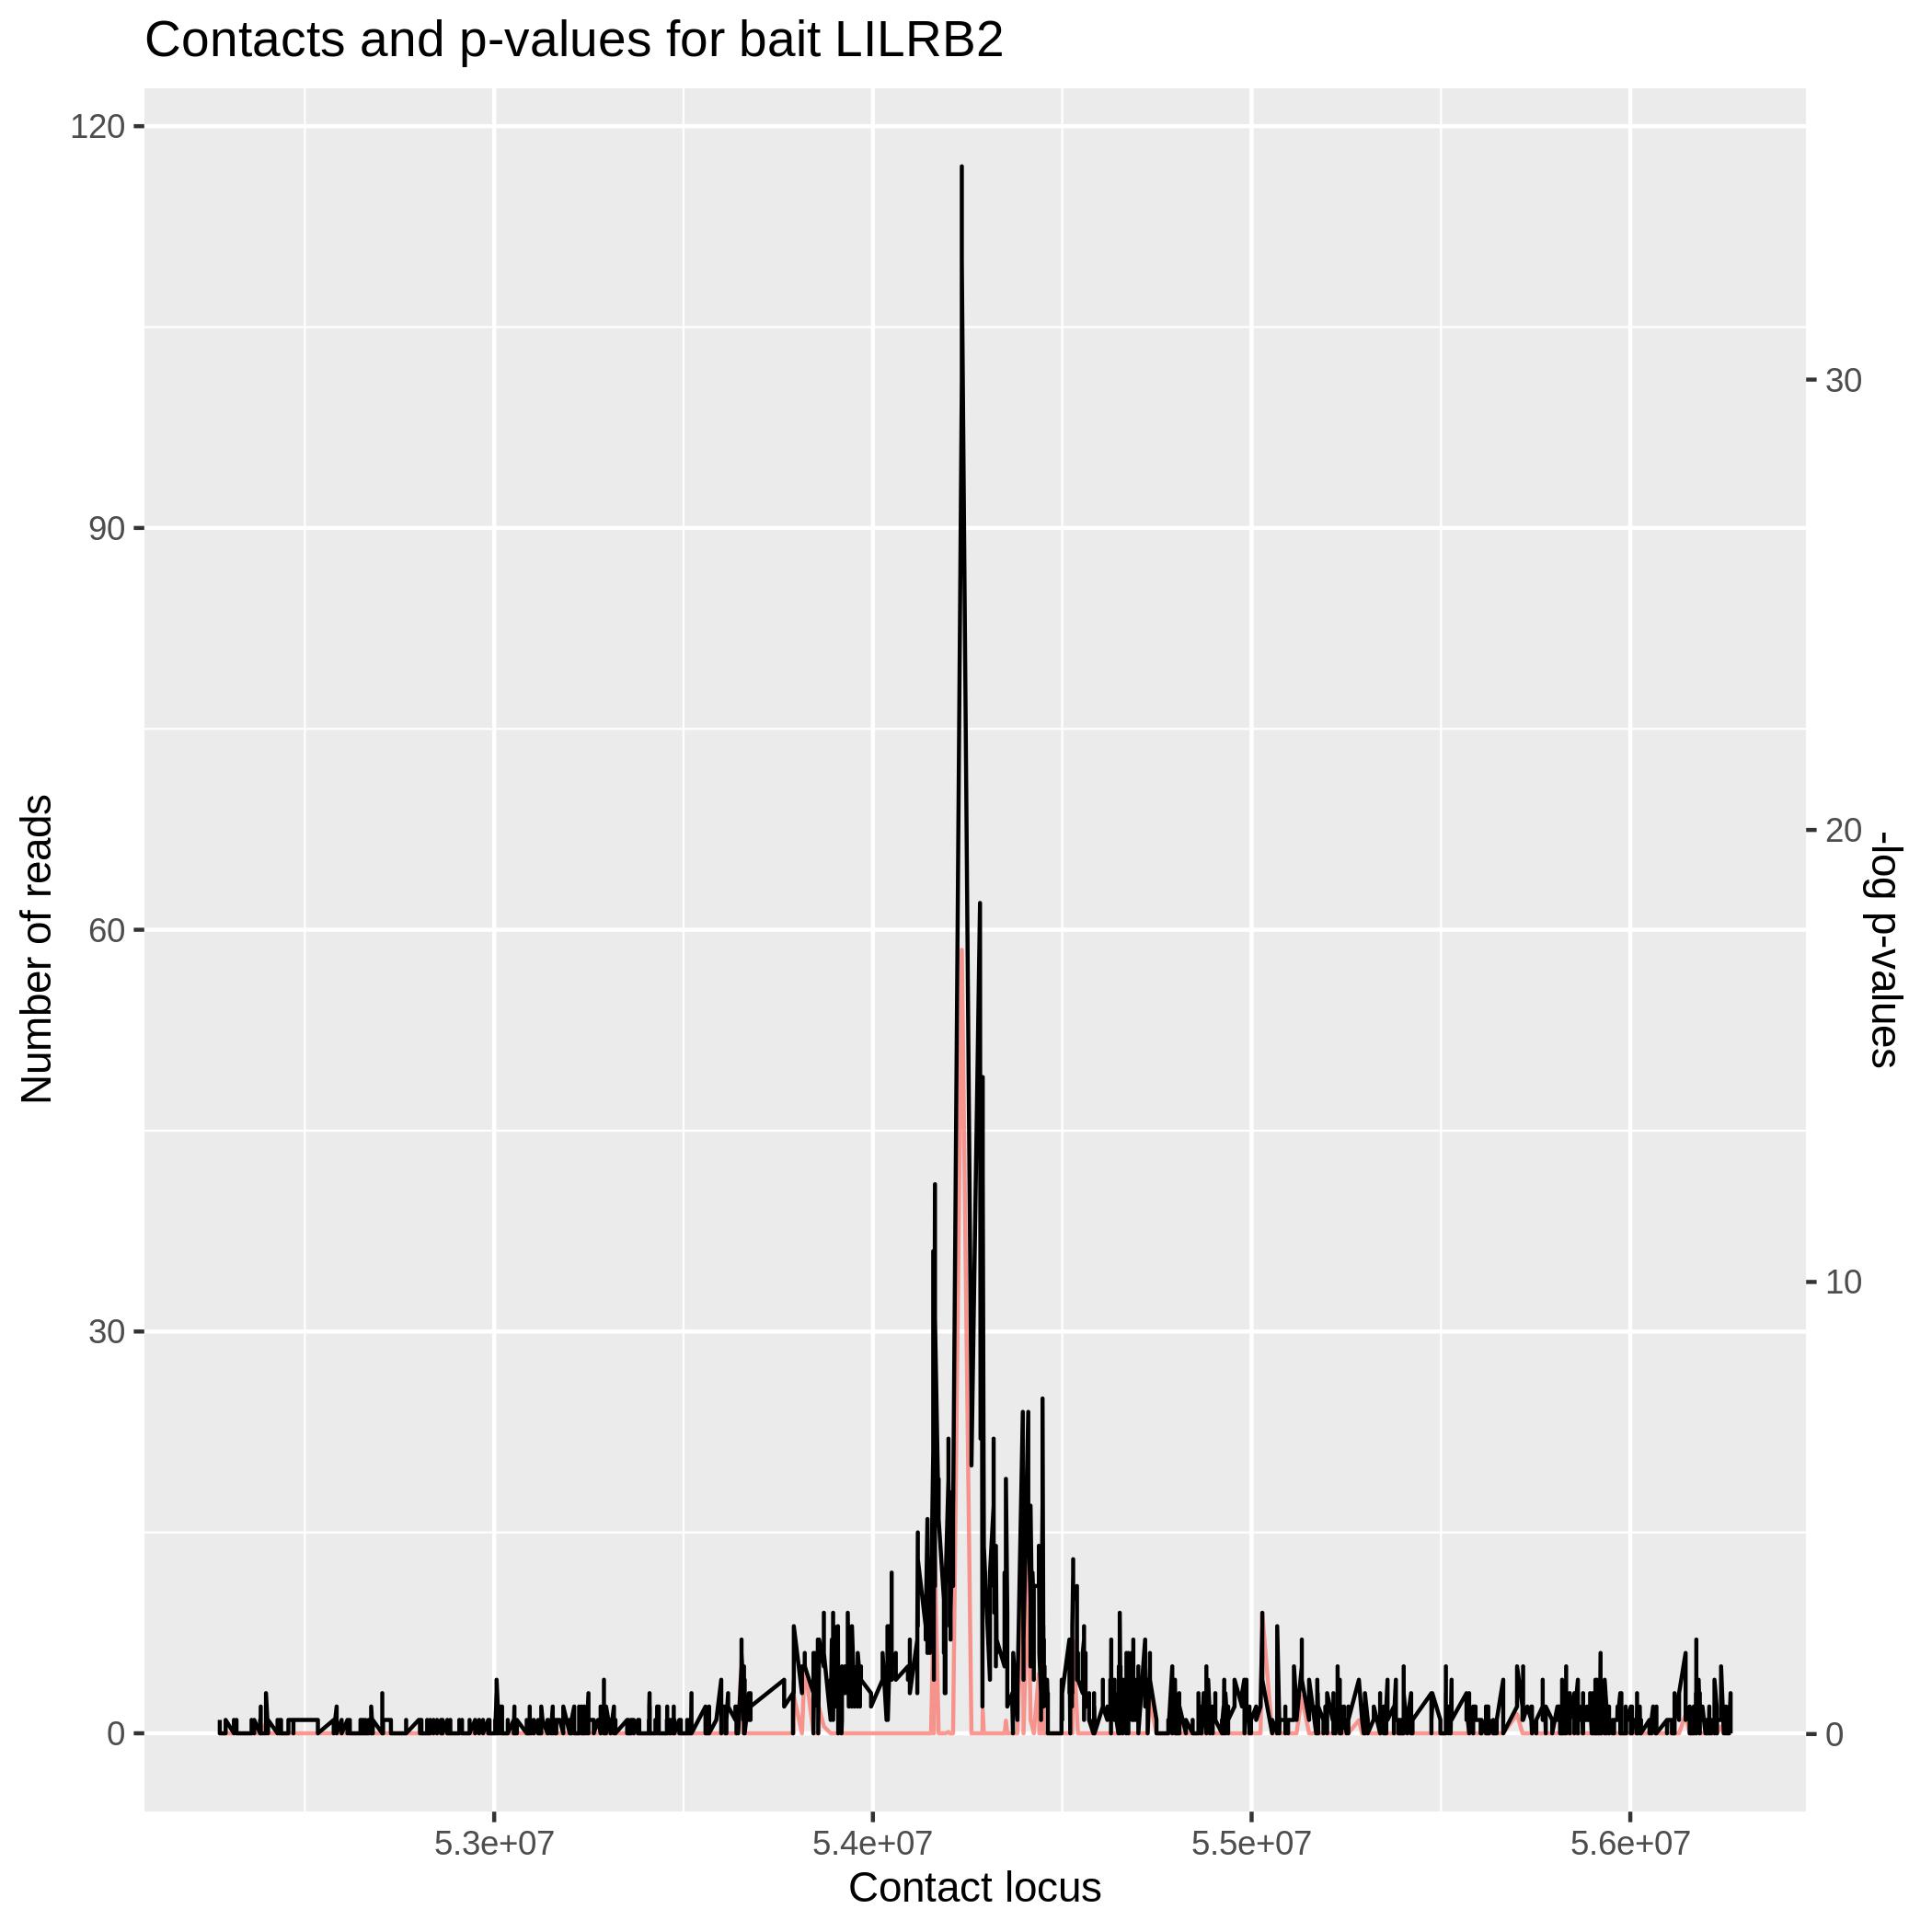 Contacts and p-values for bait LILRB2
120
90
60
30
0
Number of reads
30
20
10
0
-log p-values
5.3e+07 5.4e+07 5.5e+07 5.6e+07
Contact locus